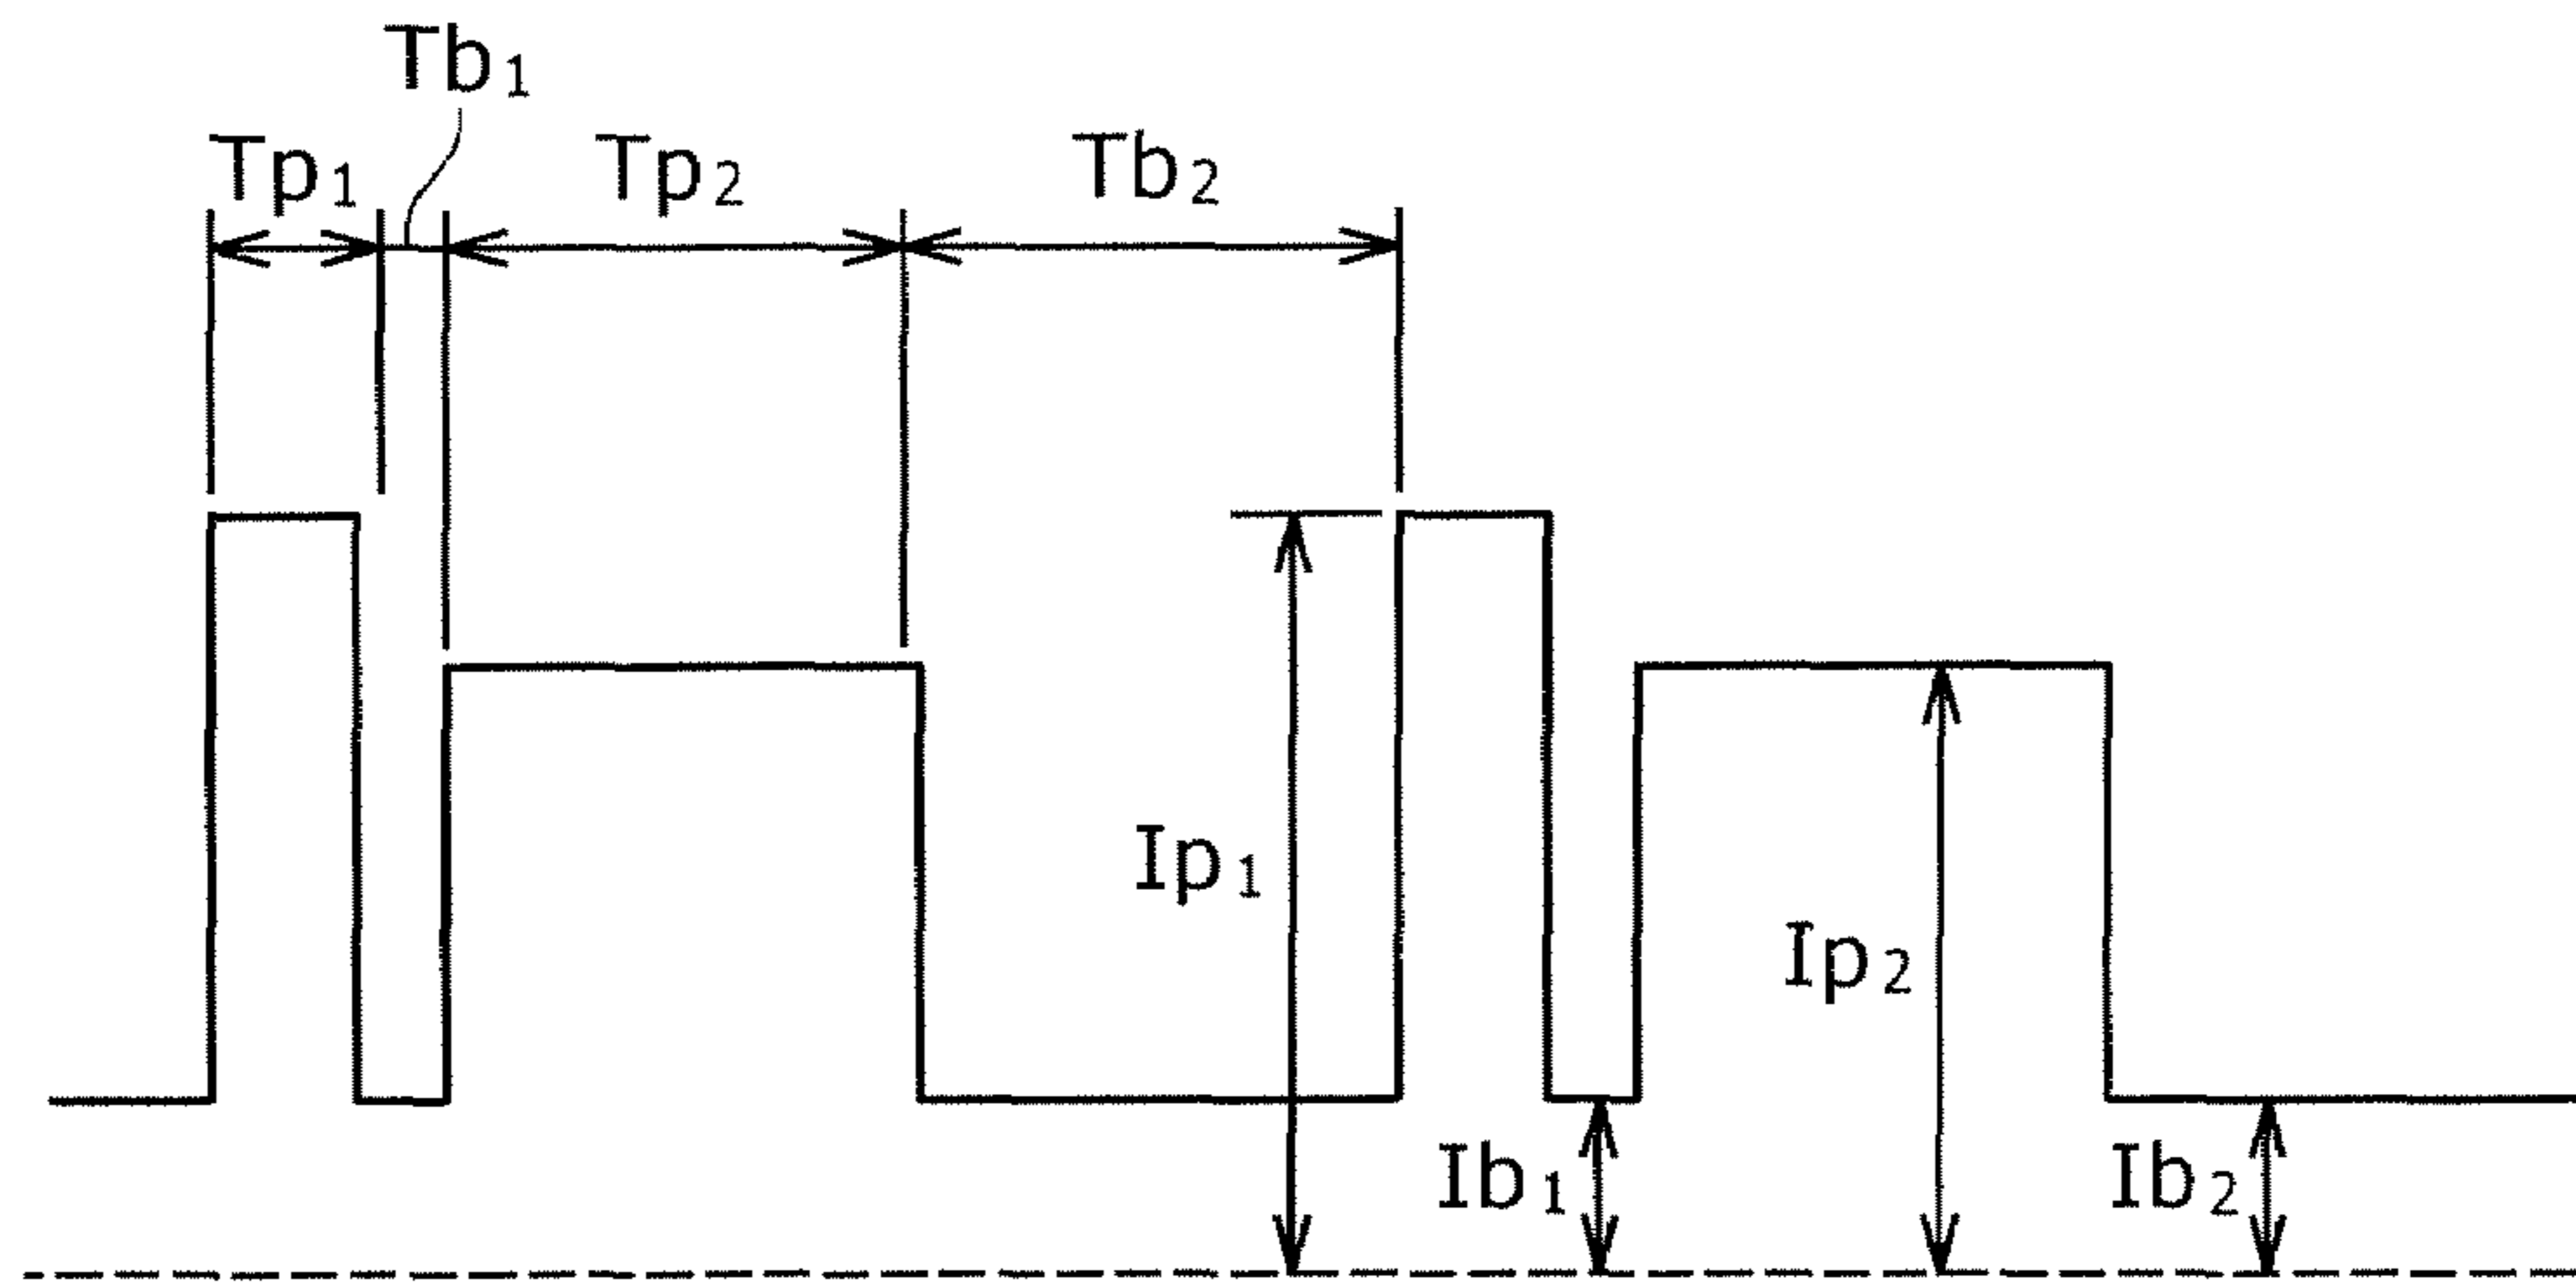 Tb₁
Tp₁ Tp₂ Tb₂
Ip₁
Ip₂
Ib₁ Ib₂